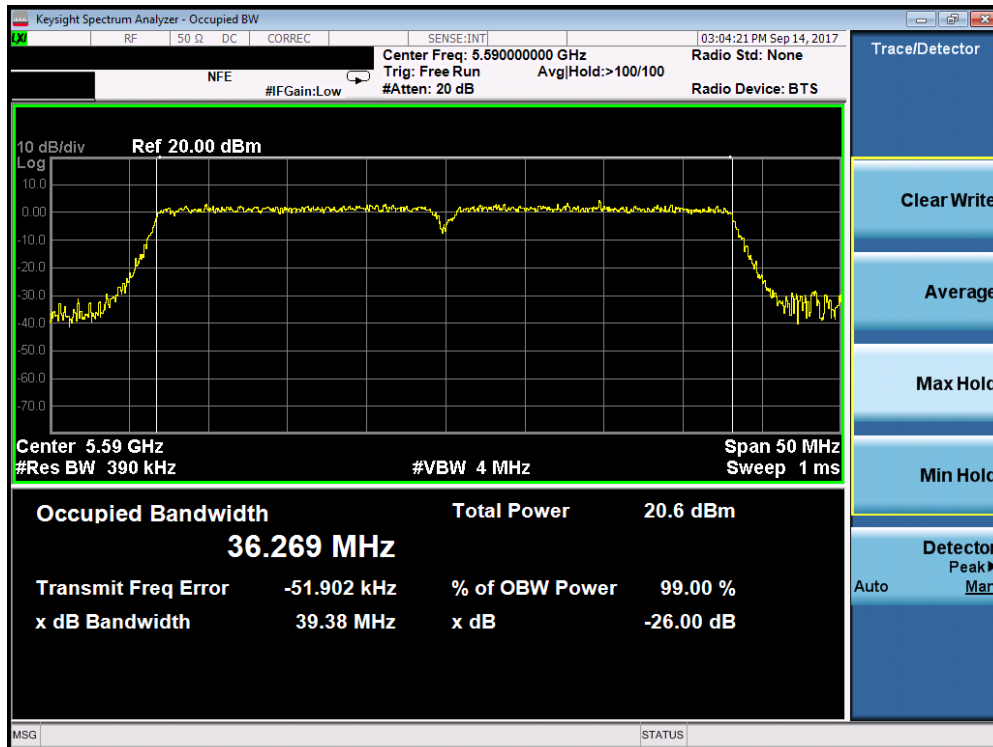 Keysight Spectrum Analyzer - Occupied BW
LXI RF 50 Ω DC CORREC SENSE:INT 03:04:21 PM Sep 14, 2017
Center Freq: 5.590000000 GHz Radio Std: None
NFE Trig: Free Run Avg|Hold:>100/100
#IFGain:Low #Atten: 20 dB Radio Device: BTS
10 dB/div Ref 20.00 dBm
Log
10.0
0.00
-10.0
-20.0
-30.0
-40.0
-50.0
-60.0
-70.0
Center 5.59 GHz Span 50 MHz
#Res BW 390 kHz #VBW 4 MHz Sweep 1 ms
Occupied Bandwidth Total Power 20.6 dBm
36.269 MHz
Transmit Freq Error -51.902 kHz % of OBW Power 99.00 %
x dB Bandwidth 39.38 MHz x dB -26.00 dB
MSG STATUS
Trace/Detector
Clear Write
Average
Max Hold
Min Hold
Detector
Peak
Auto Man